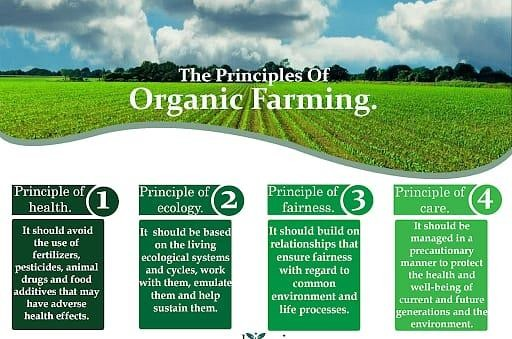 The Principles Of
Organic Farming.
Principle of
health.
1
It should avoid
the use of
fertilizers,
pesticides, animal
drugs and food
additives that may
have adverse
health effects.
Principle of
ecology.
2
It should be based
on the living
ecological systems
and cycles, work
with them, emulate
them and help
sustain them.
Principle of
fairness.
3
It should build on
relationships that
ensure fairness
with regard to
common
environment and
life processes.
Principle of
care.
4
It should be
managed in a
precautionary
manner to protect
the health and
well-being of
current and future
generations and the
environment.